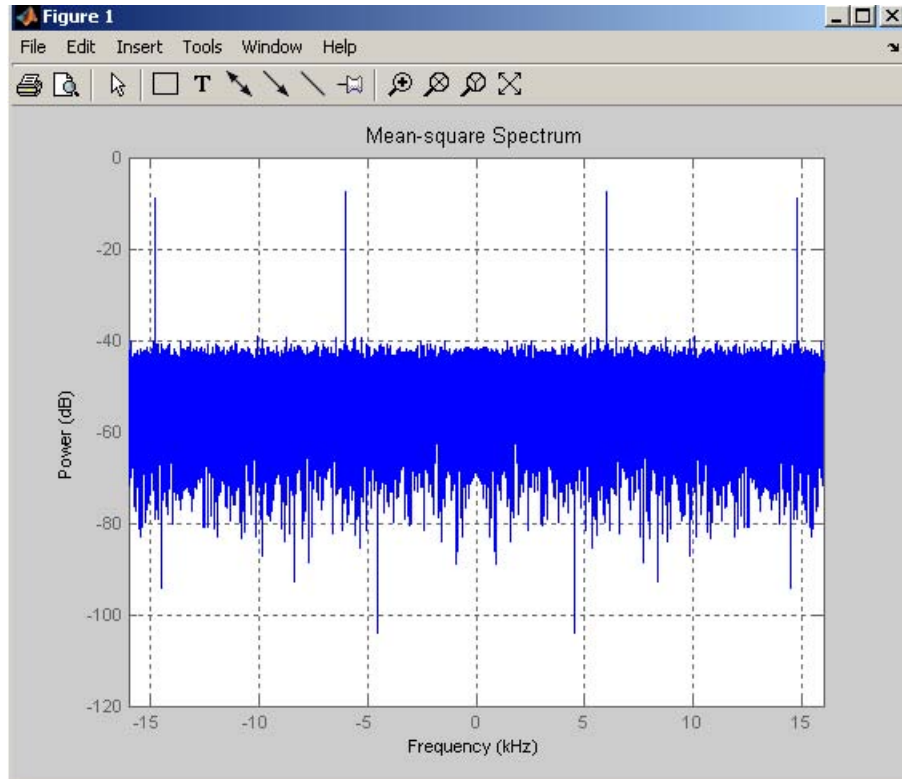 Figure 1
File Edit Insert Tools Window Help
T
Mean-square Spectrum
0
-20
-40
-60
-80
-100
-120
Power (dB)
-15 -10 -5 0 5 10 15
Frequency (kHz)